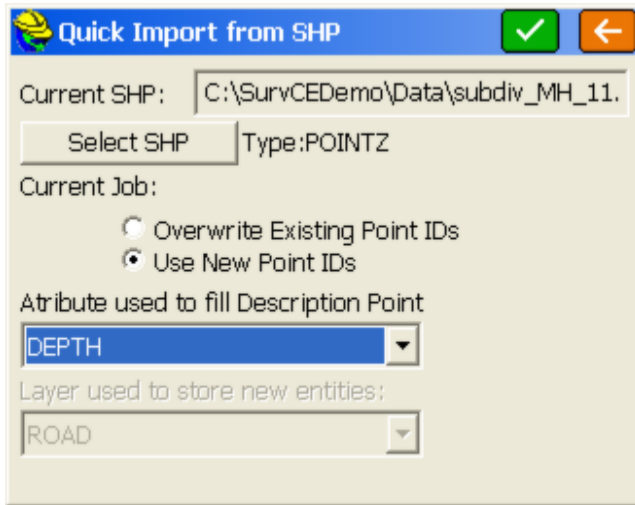 Quick Import from SHP
Current SHP: C:\SurvCEDemo\Data\subdiv_MH_11.
Select SHP Type:POINTZ
Current Job:
Overwrite Existing Point IDs
Use New Point IDs
Atribute used to fill Description Point
DEPTH
Layer used to store new entities:
ROAD